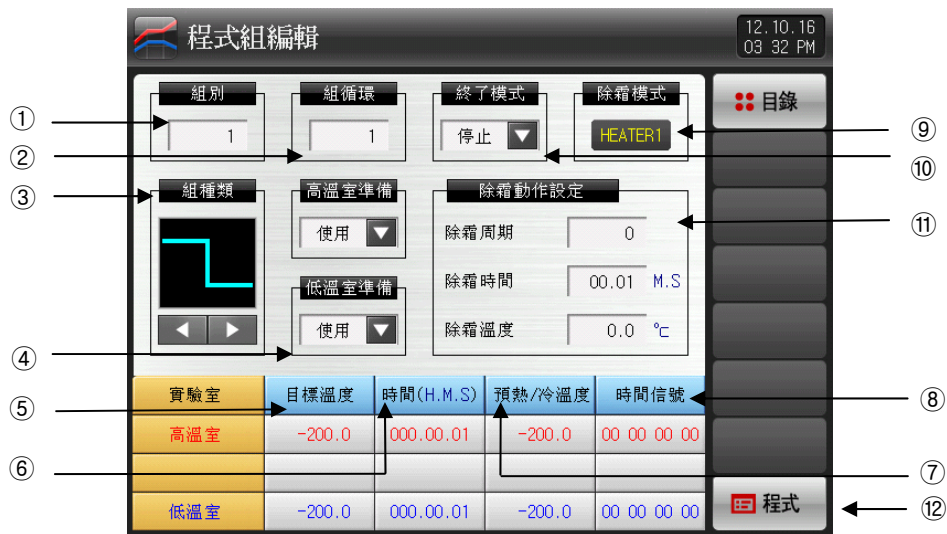 程式組編輯
12.10.16
03 32 PM
組別
組循環
終了模式
除霜模式
目錄
①
1
1
停止
HEATER1
⑨
②
⑩
③
組種類
高溫室準備
除霜動作設定
使用
除霜周期
0
⑪
低溫室準備
除霜時間
00.01 M.S
使用
除霜溫度
0.0 ℃
④
⑤
實驗室
目標溫度
時間(H.M.S)
預熱/冷溫度
時間信號
⑧
高溫室
-200.0
000.00.01
-200.0
00 00 00 00
⑥
⑦
低溫室
-200.0
000.00.01
-200.0
00 00 00 00
程式
⑫